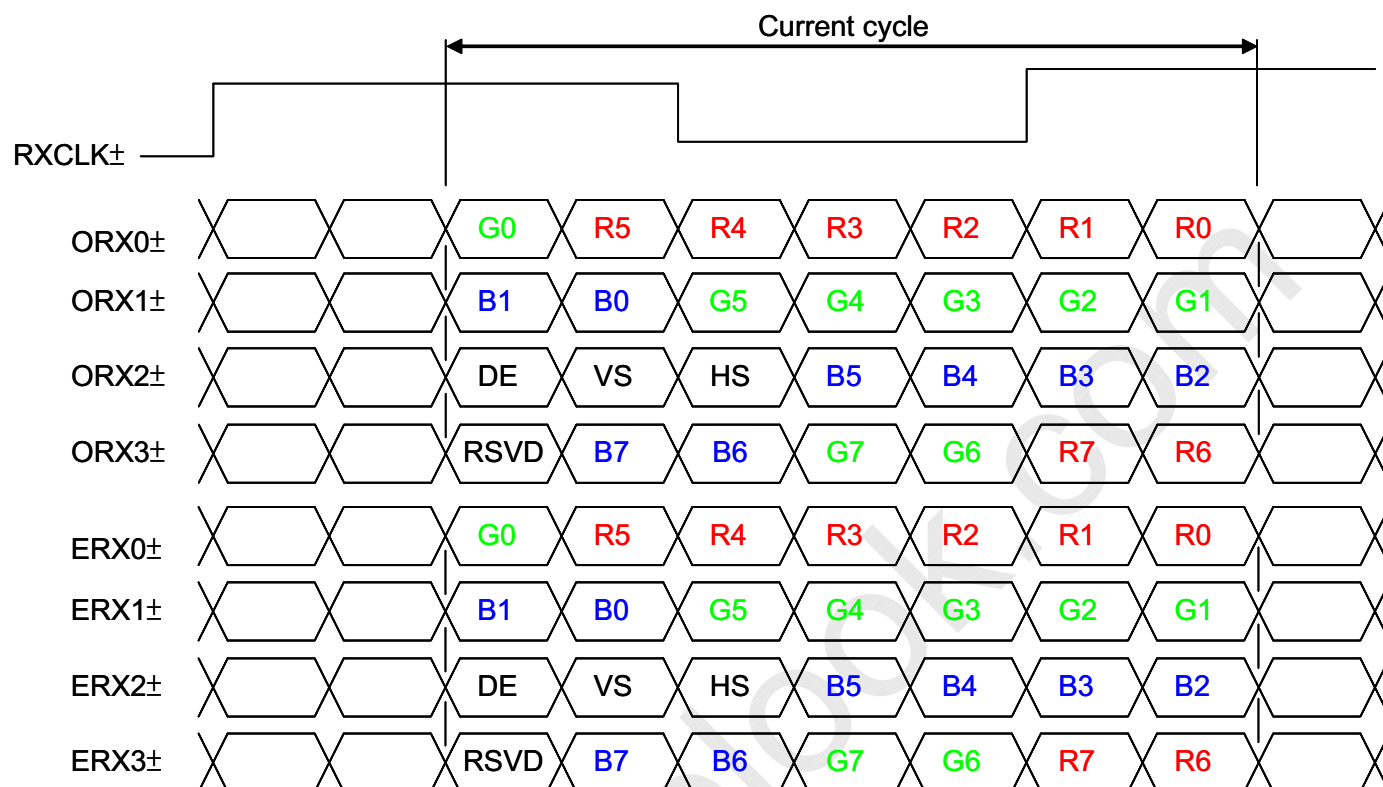 Current cycle
RXCLK±
ORX0± G0 R5 R4 R3 R2 R1 R0
ORX1± B1 B0 G5 G4 G3 G2 G1
ORX2± DE VS HS B5 B4 B3 B2
ORX3± RSVD B7 B6 G7 G6 R7 R6
ERX0± G0 R5 R4 R3 R2 R1 R0
ERX1± B1 B0 G5 G4 G3 G2 G1
ERX2± DE VS HS B5 B4 B3 B2
ERX3± RSVD B7 B6 G7 G6 R7 R6
look.com